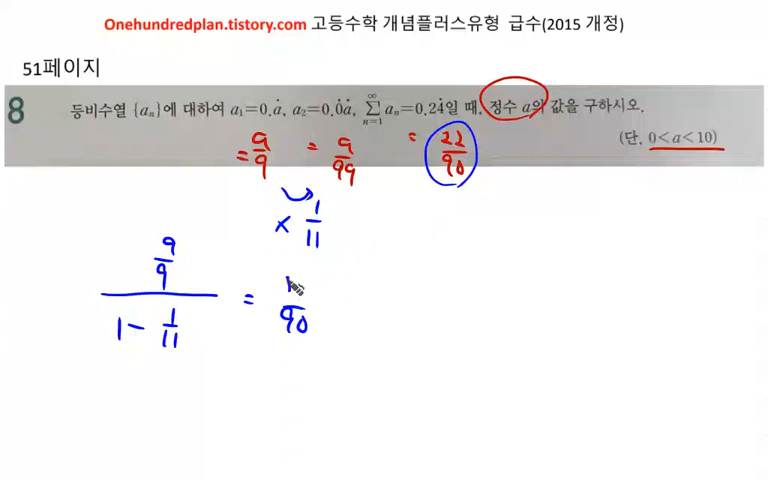 Onehundredplan.tistory.com 고등수학 개념플러스유형 급수(2015 개정)
51페이지
8 등비수열 {aₙ}에 대하여 a₁=0.ȧ, a₂=0.0̇ȧ, ∑ₙ₌₁^∞ aₙ=0.24̇일 때, 정수 a의 값을 구하시오.
(단, 0<a<10)
= a/9 = a/99 = 22/90
× 1/11
(a/9)/(1 - 1/11) = /90